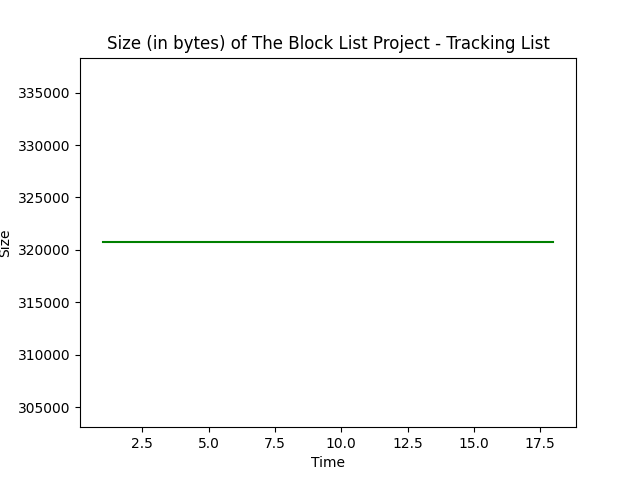 Size (in bytes) of The Block List Project - Tracking List
335000
330000
325000
320000
315000
310000
305000
Size
2.5 5.0 7.5 10.0 12.5 15.0 17.5
Time